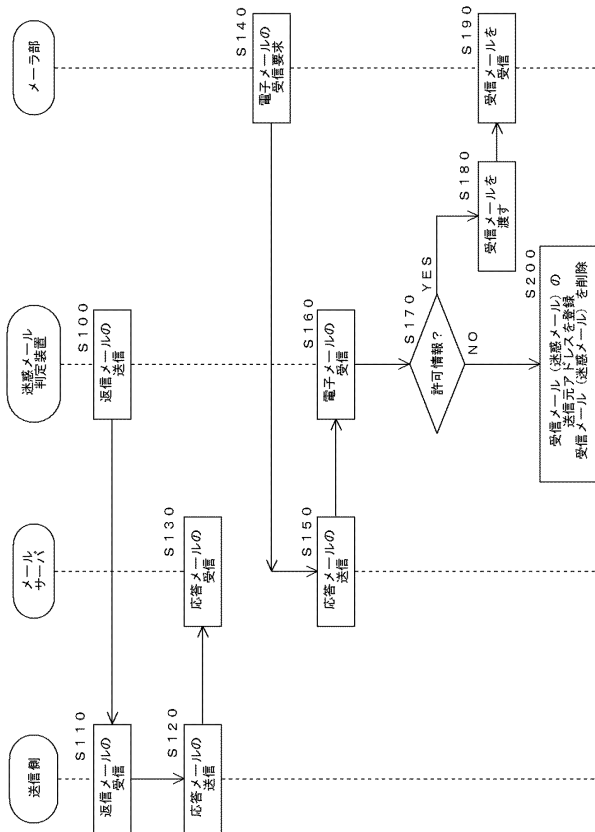 送信側
メール
サーバ
迷惑メール
判定装置
メーラ部
S100
返信メールの
送信
S110
返信メールの
受信
S120
応答メールの
送信
S130
応答メールの
受信
S140
電子メールの
受信要求
S150
応答メールの
送信
S160
電子メールの
受信
S170
許可情報?
YES
NO
S180
受信メールを
渡す
S190
受信メールを
受信
S200
受信メール(迷惑メール)の
送信元アドレスを登録
受信メール(迷惑メール)を削除